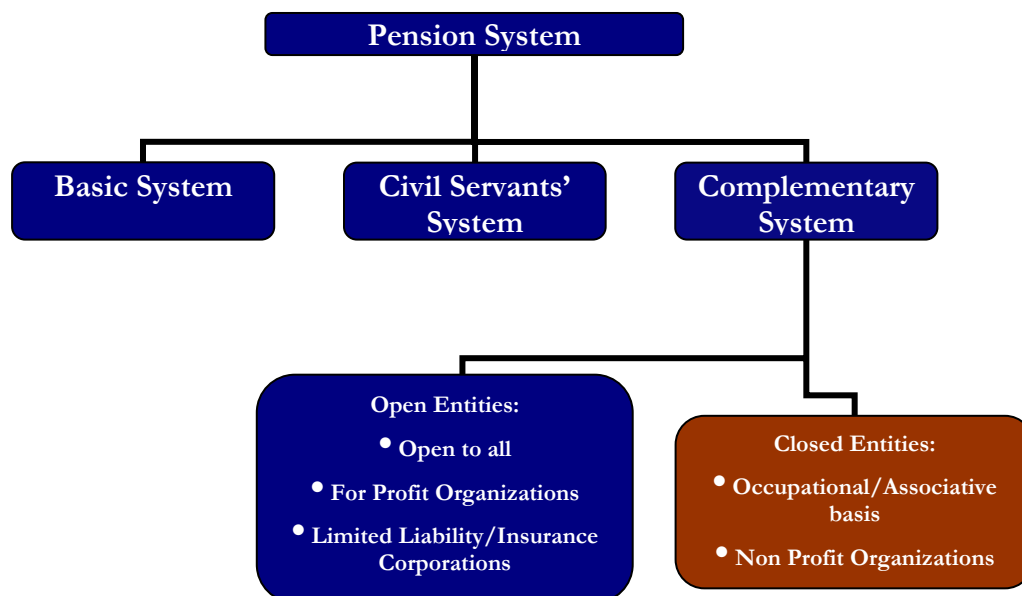 Pension System
Basic System
Civil Servants’
System
Complementary
System
Open Entities:
• Open to all
• For Profit Organizations
• Limited Liability/Insurance
Corporations
Closed Entities:
• Occupational/Associative
basis
• Non Profit Organizations